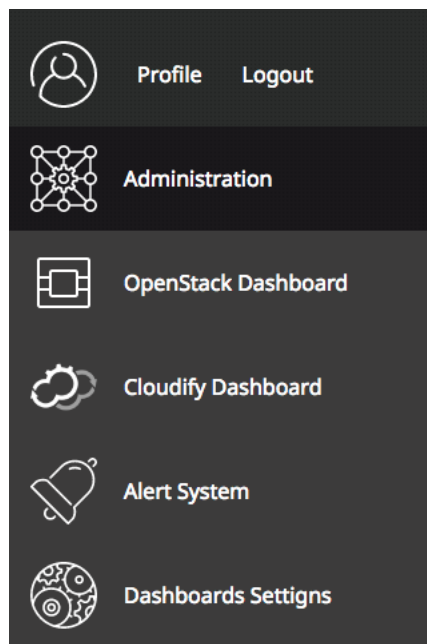 Profile Logout
Administration
OpenStack Dashboard
Cloudify Dashboard
Alert System
Dashboards Settigns